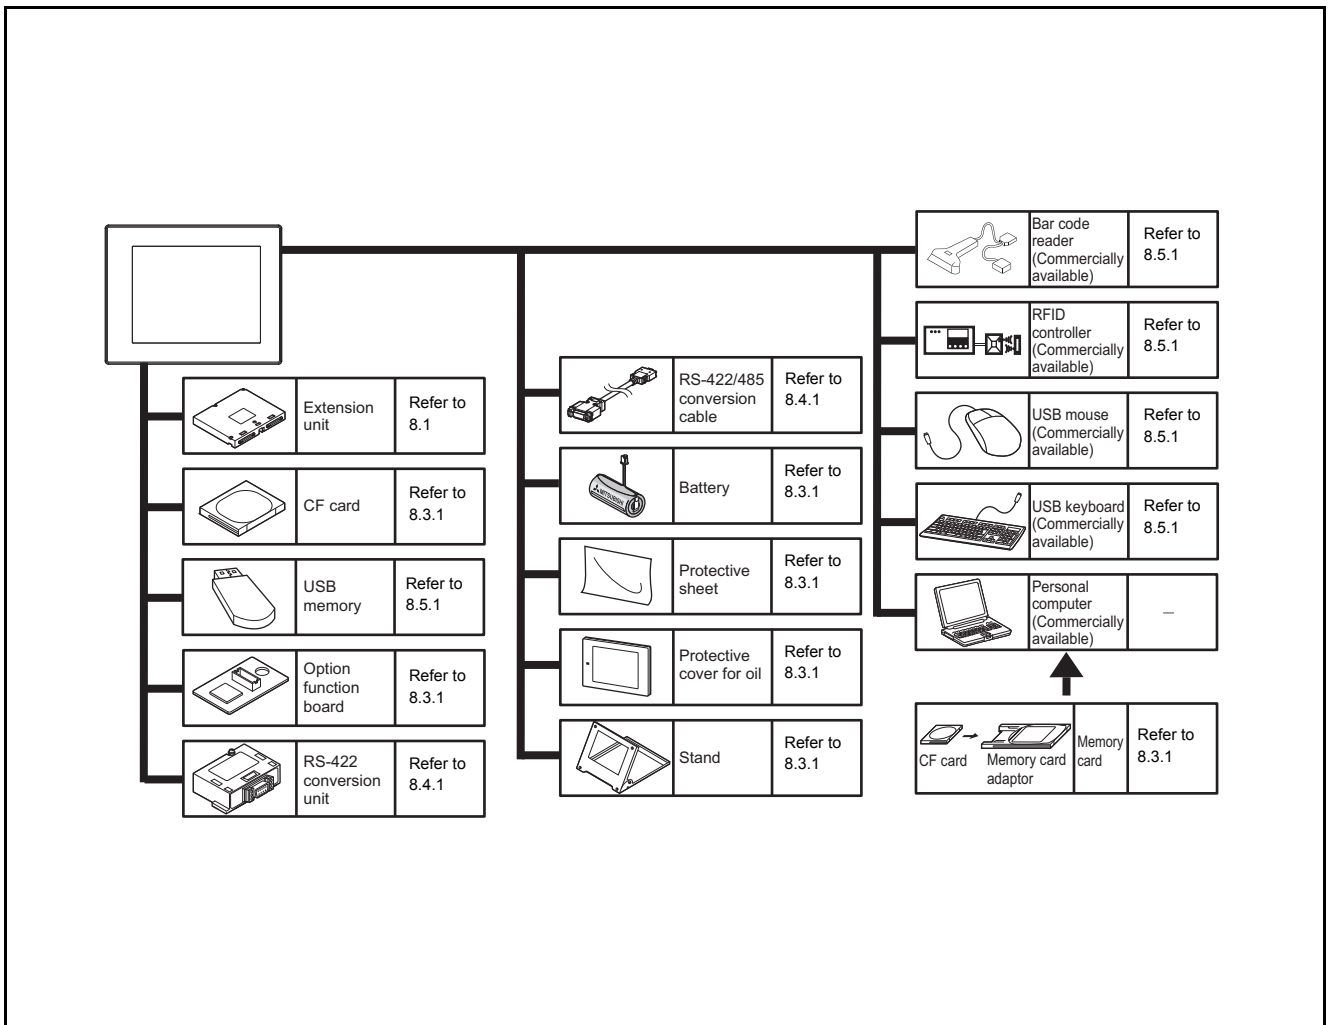 Extension
unit
Refer to
8.1
CF card
Refer to
8.3.1
USB
memory
Refer to
8.5.1
Option
function
board
Refer to
8.3.1
RS-422
conversion
unit
Refer to
8.4.1
RS-422/485
conversion
cable
Refer to
8.4.1
MITSUBISHI
Battery
Refer to
8.3.1
Protective
sheet
Refer to
8.3.1
Protective
cover for oil
Refer to
8.3.1
Stand
Refer to
8.3.1
Bar code
reader
(Commercially
available)
Refer to
8.5.1
RFID
controller
(Commercially
available)
Refer to
8.5.1
USB mouse
(Commercially
available)
Refer to
8.5.1
USB keyboard
(Commercially
available)
Refer to
8.5.1
Personal
computer
(Commercially
available)
–
CF card
Memory card
adaptor
Memory
card
Refer to
8.3.1